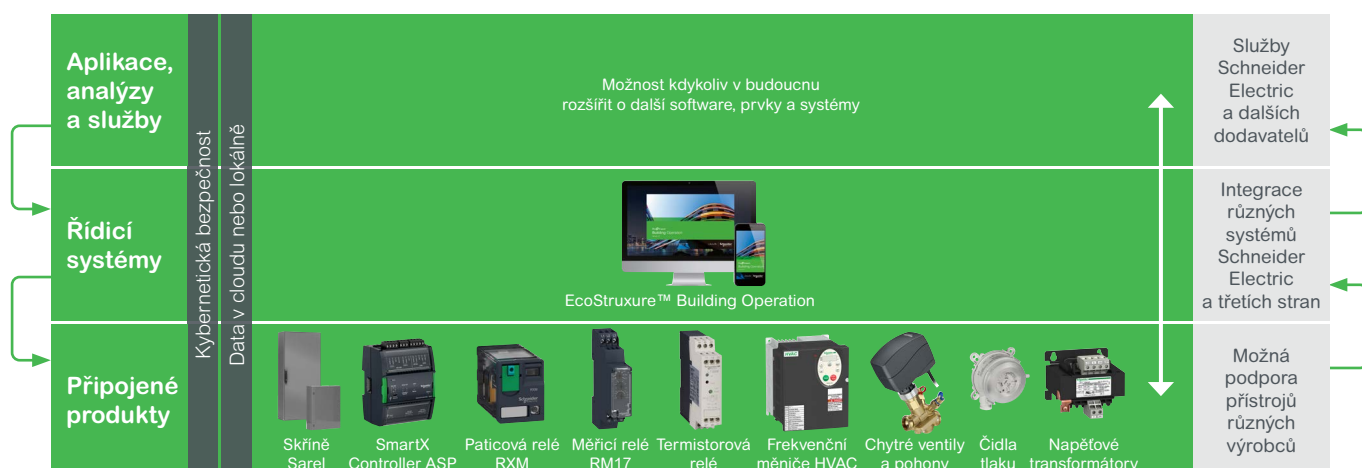 Aplikace,
analýzy
a služby
Kybernetická bezpečnost
Data v cloudu nebo lokálně
Možnost kdykoliv v budoucnu
rozšířit o další software, prvky a systémy
Služby
Schneider
Electric
a dalších
dodavatelů
Řídicí
systémy
EcoStruxure™ Building Operation
Integrace
různých
systémů
Schneider
Electric
a třetích stran
Připojené
produkty
Skříně
Sarel
SmartX
Controller ASP
Paticová relé
RXM
Měřicí relé
RM17
Termistorová
relé
HVAC
Frekvenční
měniče HVAC
Chytré ventily
a pohony
Čidla
tlaku
Napěťové
transformátory
Možná
podpora
přístrojů
různých
výrobců